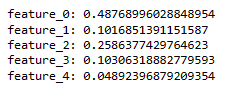 feature_0: 0.48768996028848954
feature_1: 0.1016851391151587
feature_2: 0.2586377429764623
feature_3: 0.10306318882779593
feature_4: 0.04892396879209354